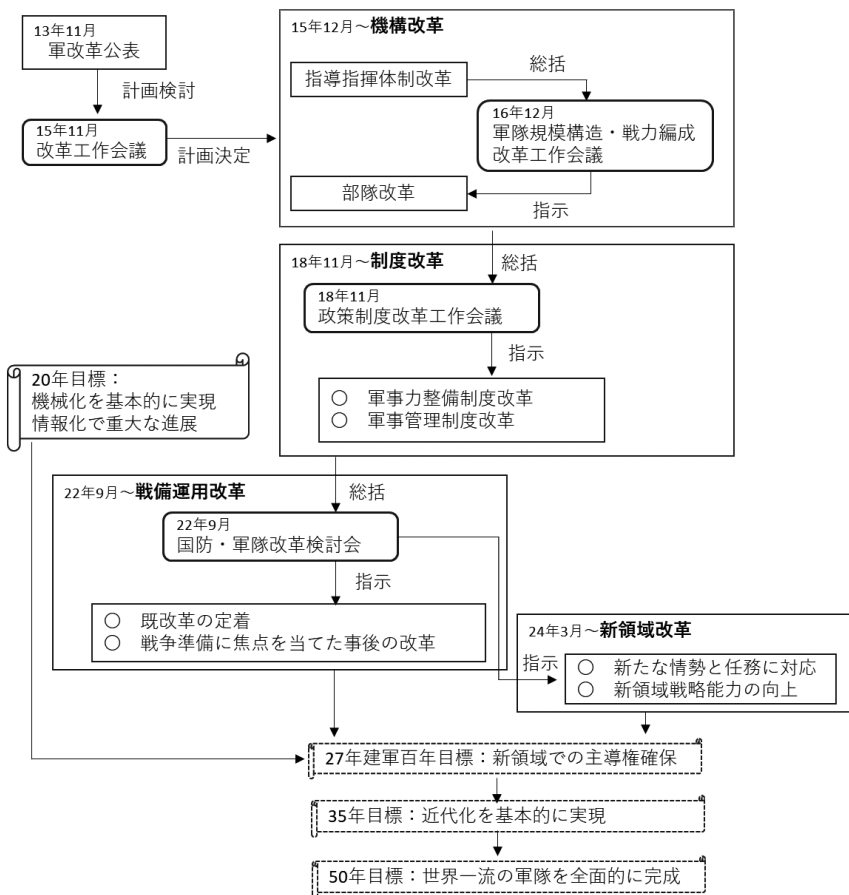 13年11月
軍改革公表
計画検討
15年11月
改革工作会議
計画決定
15年12月～機構改革
指導指揮体制改革
総括
16年12月
軍隊規模構造・戦力編成
改革工作会議
部隊改革
指示
18年11月～制度改革
総括
18年11月
政策制度改革工作会議
指示
○ 軍事力整備制度改革
○ 軍事管理制度改革
20年目標：
機械化を基本的に実現
情報化で重大な進展
22年9月～戦備運用改革
総括
22年9月
国防・軍隊改革検討会
指示
○ 既改革の定着
○ 戦争準備に焦点を当てた事後の改革
24年3月～新領域改革
指示
○ 新たな情勢と任務に対応
○ 新領域戦略能力の向上
27年建軍百年目標：新領域での主導権確保
35年目標：近代化を基本的に実現
50年目標：世界一流の軍隊を全面的に完成